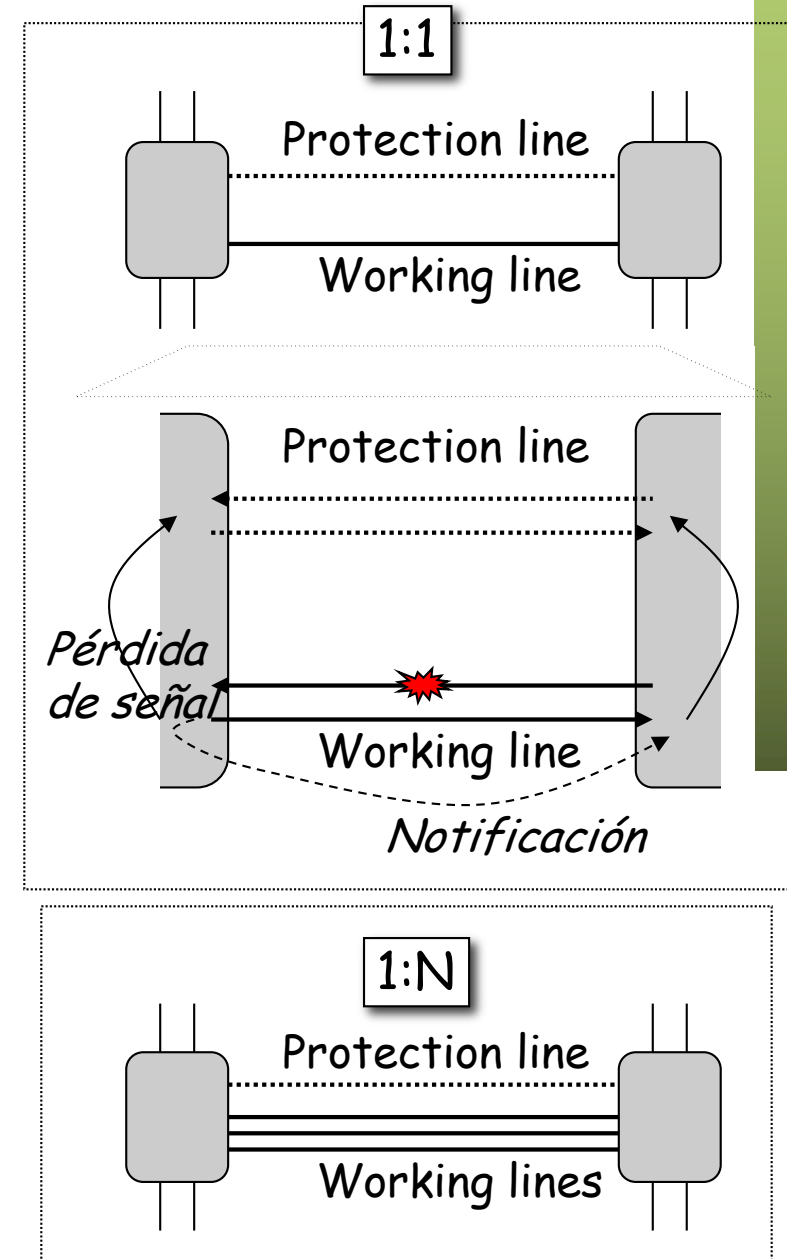 1:1
Protection line
Working line
Protection line
Pérdida
de señal
Working line
Notificación
1:N
Protection line
Working lines